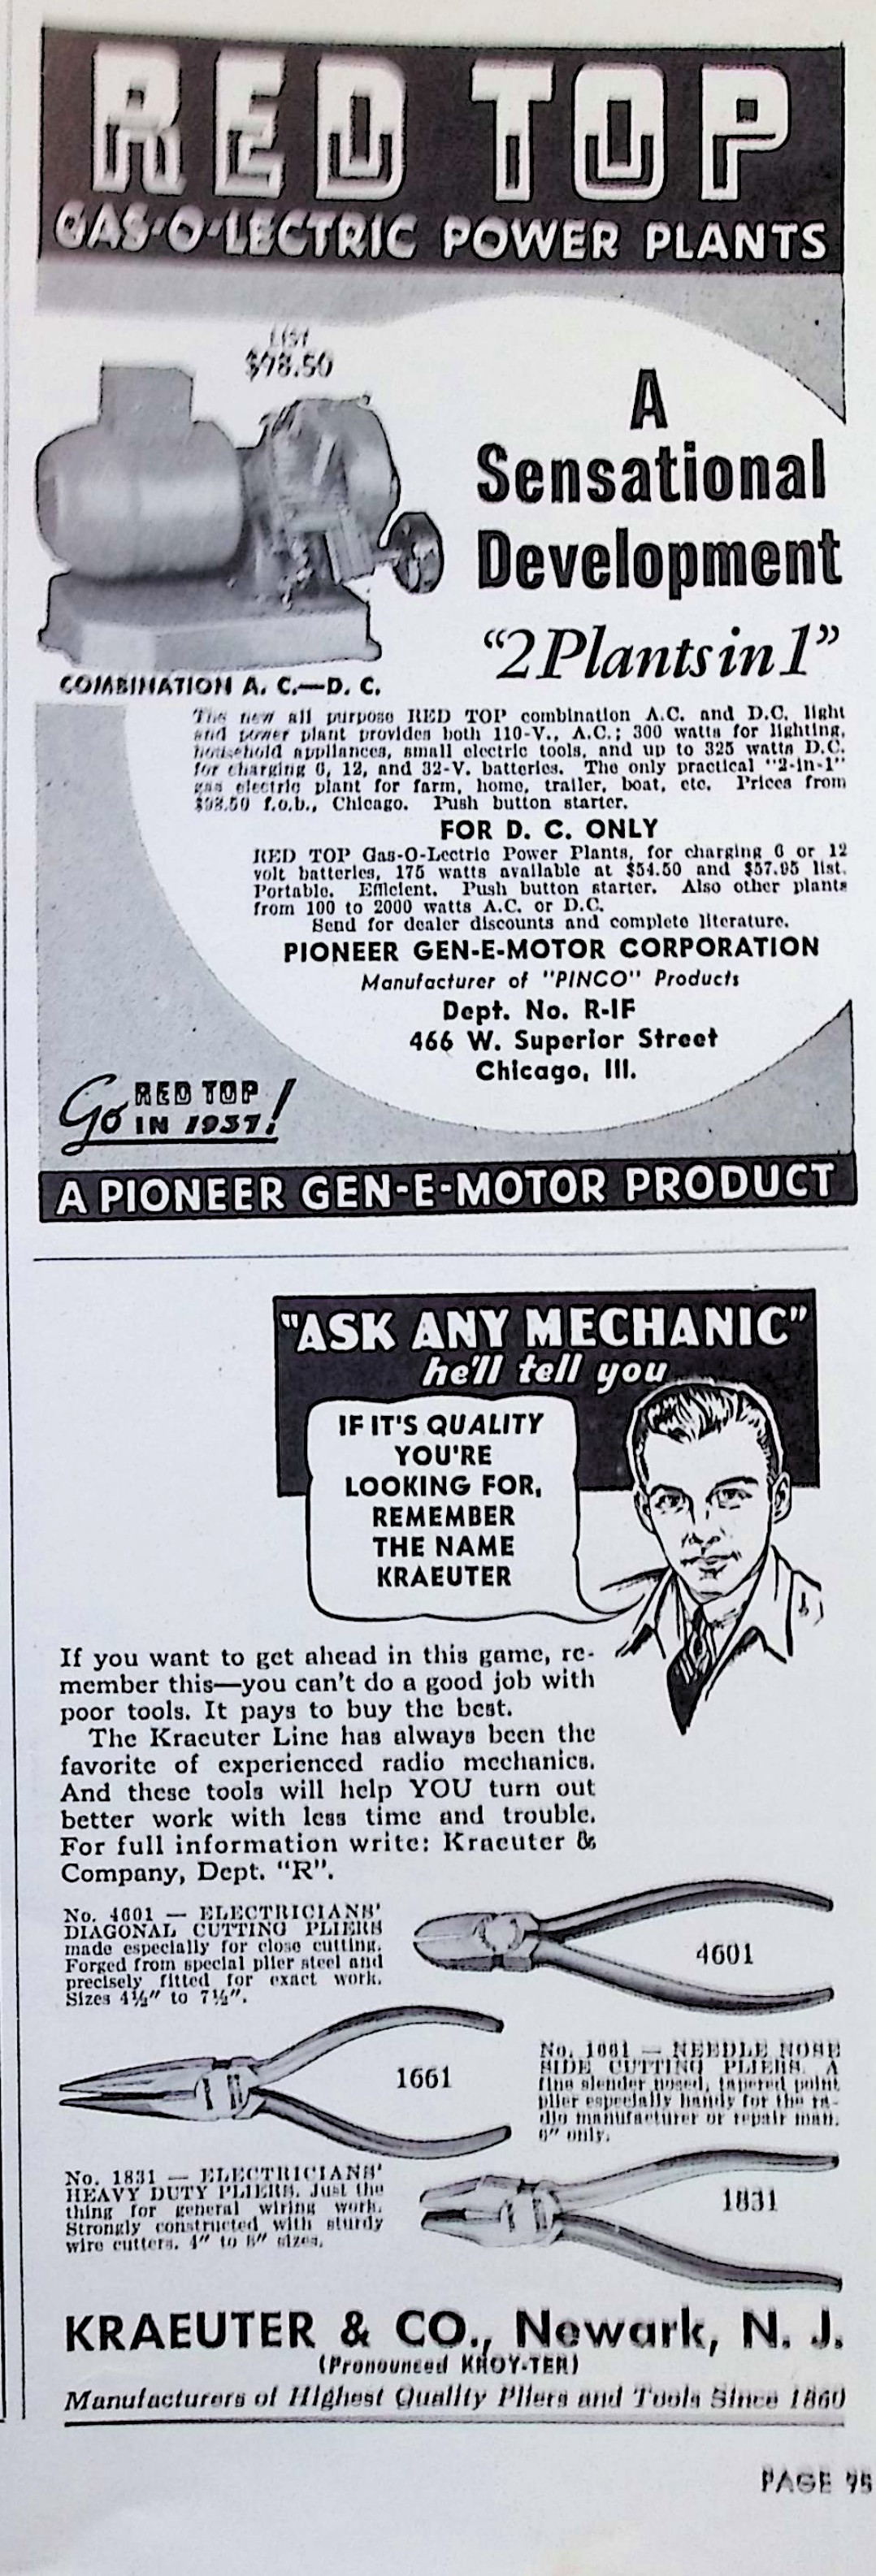 RED TOP
GAS-O-LECTRIC POWER PLANTS
LIST
$98.50
A
Sensational
Development
"2 Plants in 1"
COMBINATION A. C.—D. C.
The new all purpose RED TOP combination A.C. and D.C. light
and power plant provides both 110-V., A.C.; 300 watts for lighting,
household appliances, small electric tools, and up to 325 watts D.C.
for charging 6, 12, and 32-V. batteries. The only practical "2-in-1"
gas electric plant for farm, home, trailer, boat, etc. Prices from
$98.50 f.o.b., Chicago. Push button starter.
FOR D. C. ONLY
RED TOP Gas-O-Lectric Power Plants, for charging 6 or 12
volt batteries, 175 watts available at $54.50 and $57.95 list.
Portable. Efficient. Push button starter. Also other plants
from 100 to 2000 watts A.C. or D.C.
Send for dealer discounts and complete literature.
PIONEER GEN-E-MOTOR CORPORATION
Manufacturer of "PINCO" Products
Dept. No. R-1F
466 W. Superior Street
Chicago, Ill.
Go RED TOP
IN 1937!
A PIONEER GEN-E-MOTOR PRODUCT
"ASK ANY MECHANIC"
he'll tell you
IF IT'S QUALITY
YOU'RE
LOOKING FOR,
REMEMBER
THE NAME
KRAEUTER
If you want to get ahead in this game, re-
member this—you can't do a good job with
poor tools. It pays to buy the best.
The Kraeuter Line has always been the
favorite of experienced radio mechanics.
And these tools will help YOU turn out
better work with less time and trouble.
For full information write: Kraeuter &
Company, Dept. "R".
No. 4601 — ELECTRICIANS'
DIAGONAL CUTTING PLIERS
made especially for close cutting.
Forged from special plier steel and
precisely fitted for exact work.
Sizes 4½" to 7½".
4601
1661
No. 1661 — NEEDLE NOSE
SIDE CUTTING PLIERS. A
fine slender nosed, tapered point
plier especially handy for the ra-
dio manufacturer or repair man.
6" only.
No. 1831 — ELECTRICIANS'
HEAVY DUTY PLIERS. Just the
thing for general wiring work.
Strongly constructed with sturdy
wire cutters. 4" to 8" sizes.
1831
KRAEUTER & CO., Newark, N. J.
(Pronounced KROY-TER)
Manufacturers of Highest Quality Pliers and Tools Since 1860
PAGE 95